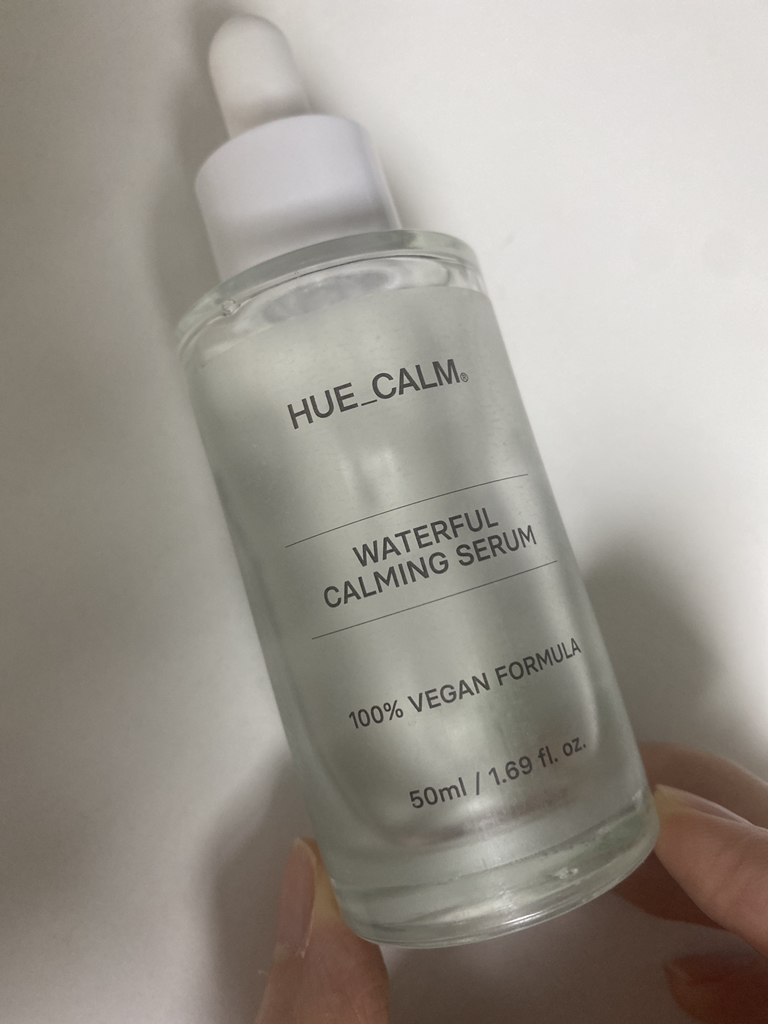 HUE_CALM®
WATERFUL
CALMING SERUM
100% VEGAN FORMULA
50ml / 1.69 fl. oz.